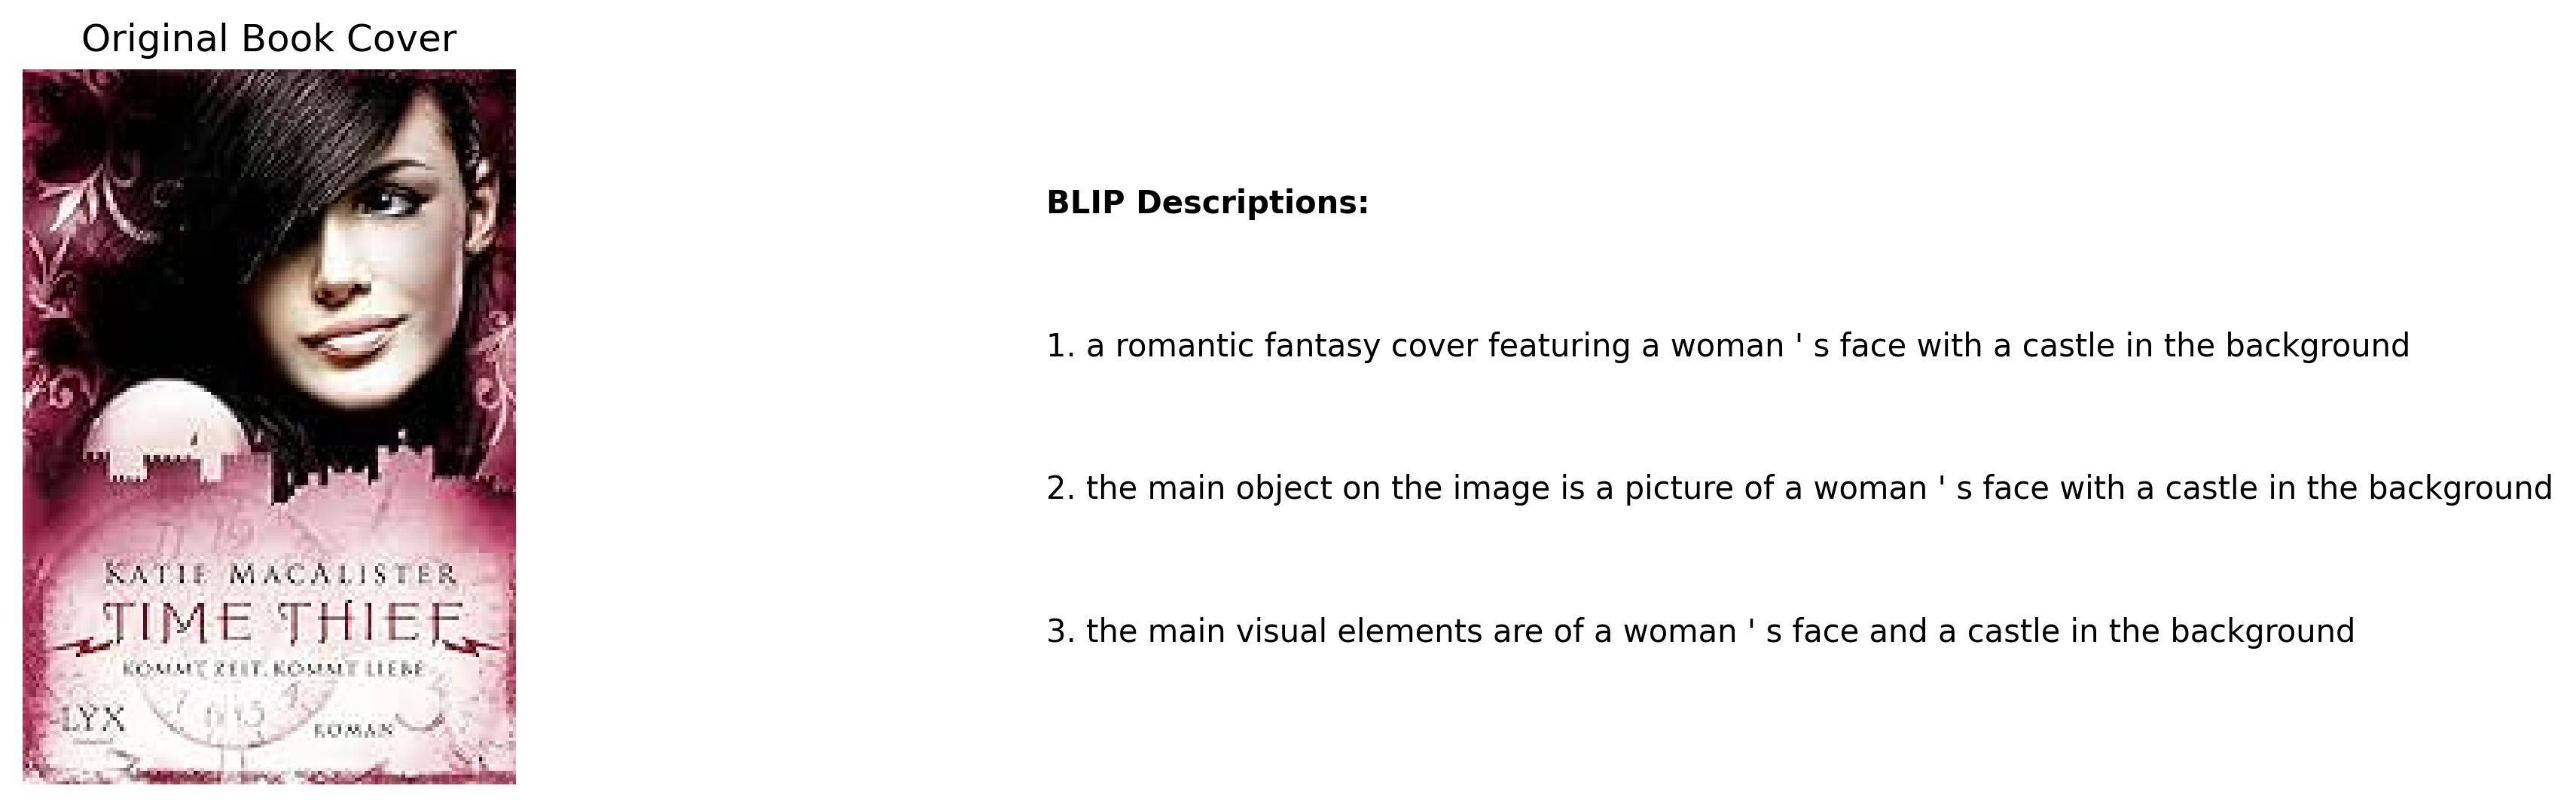 Original Book Cover
KATIE MACALISTER
TIME THIEF
KOMMT ZEIT, KOMMT LIEBE
LYX
ROMAN
BLIP Descriptions:
1. a romantic fantasy cover featuring a woman ' s face with a castle in the background
2. the main object on the image is a picture of a woman ' s face with a castle in the background
3. the main visual elements are of a woman ' s face and a castle in the background